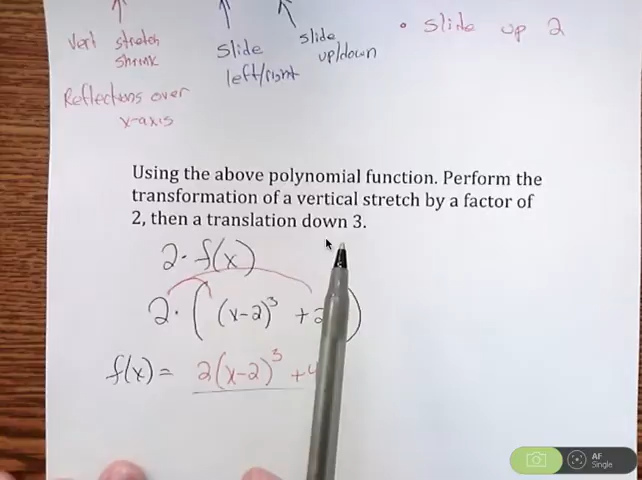 Vert stretch
shrink
Reflections over
x-axis
Slide
left/right
slide
up/down
• slide up 2
Using the above polynomial function. Perform the
transformation of a vertical stretch by a factor of
2, then a translation down 3.
2· f(x)
2· ( (x-2)³ + )
f(x) = 2(x-2)³ +4
AF
Single